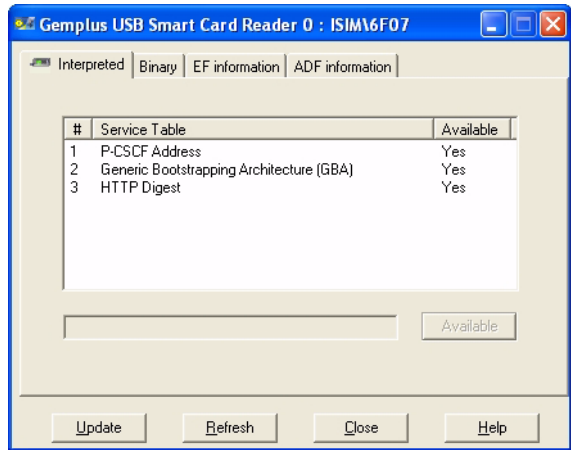 Gemplus USB Smart Card Reader 0 : ISIM\6F07
Interpreted Binary EF information ADF information
# Service Table Available
1 P-CSCF Address Yes
2 Generic Bootstrapping Architecture (GBA) Yes
3 HTTP Digest Yes
Available
Update Refresh Close Help